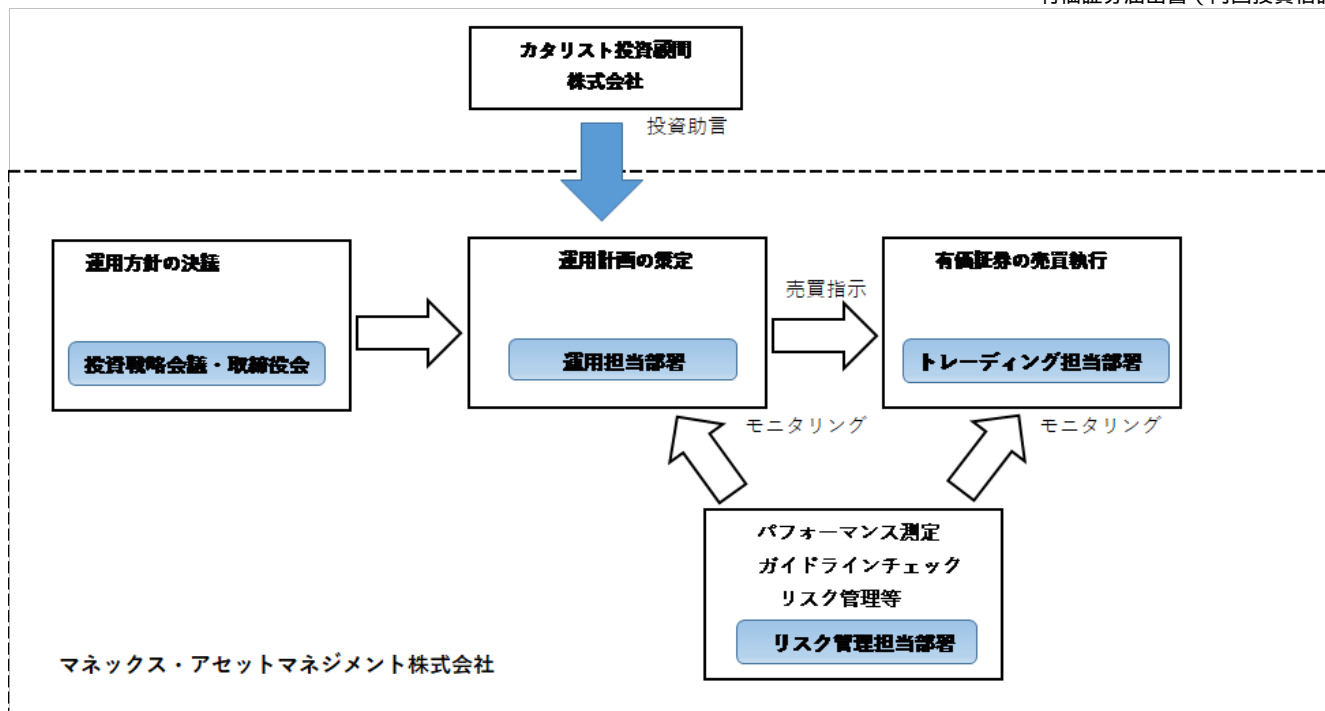 カタリスト投資顧問
株式会社
投資助言
運用方針の決議
投資戦略会議・取締役会
運用計画の策定
運用担当部署
売買指示
有価証券の売買執行
トレーディング担当部署
モニタリング
モニタリング
パフォーマンス測定
ガイドラインチェック
リスク管理等
リスク管理担当部署
マネックス・アセットマネジメント株式会社